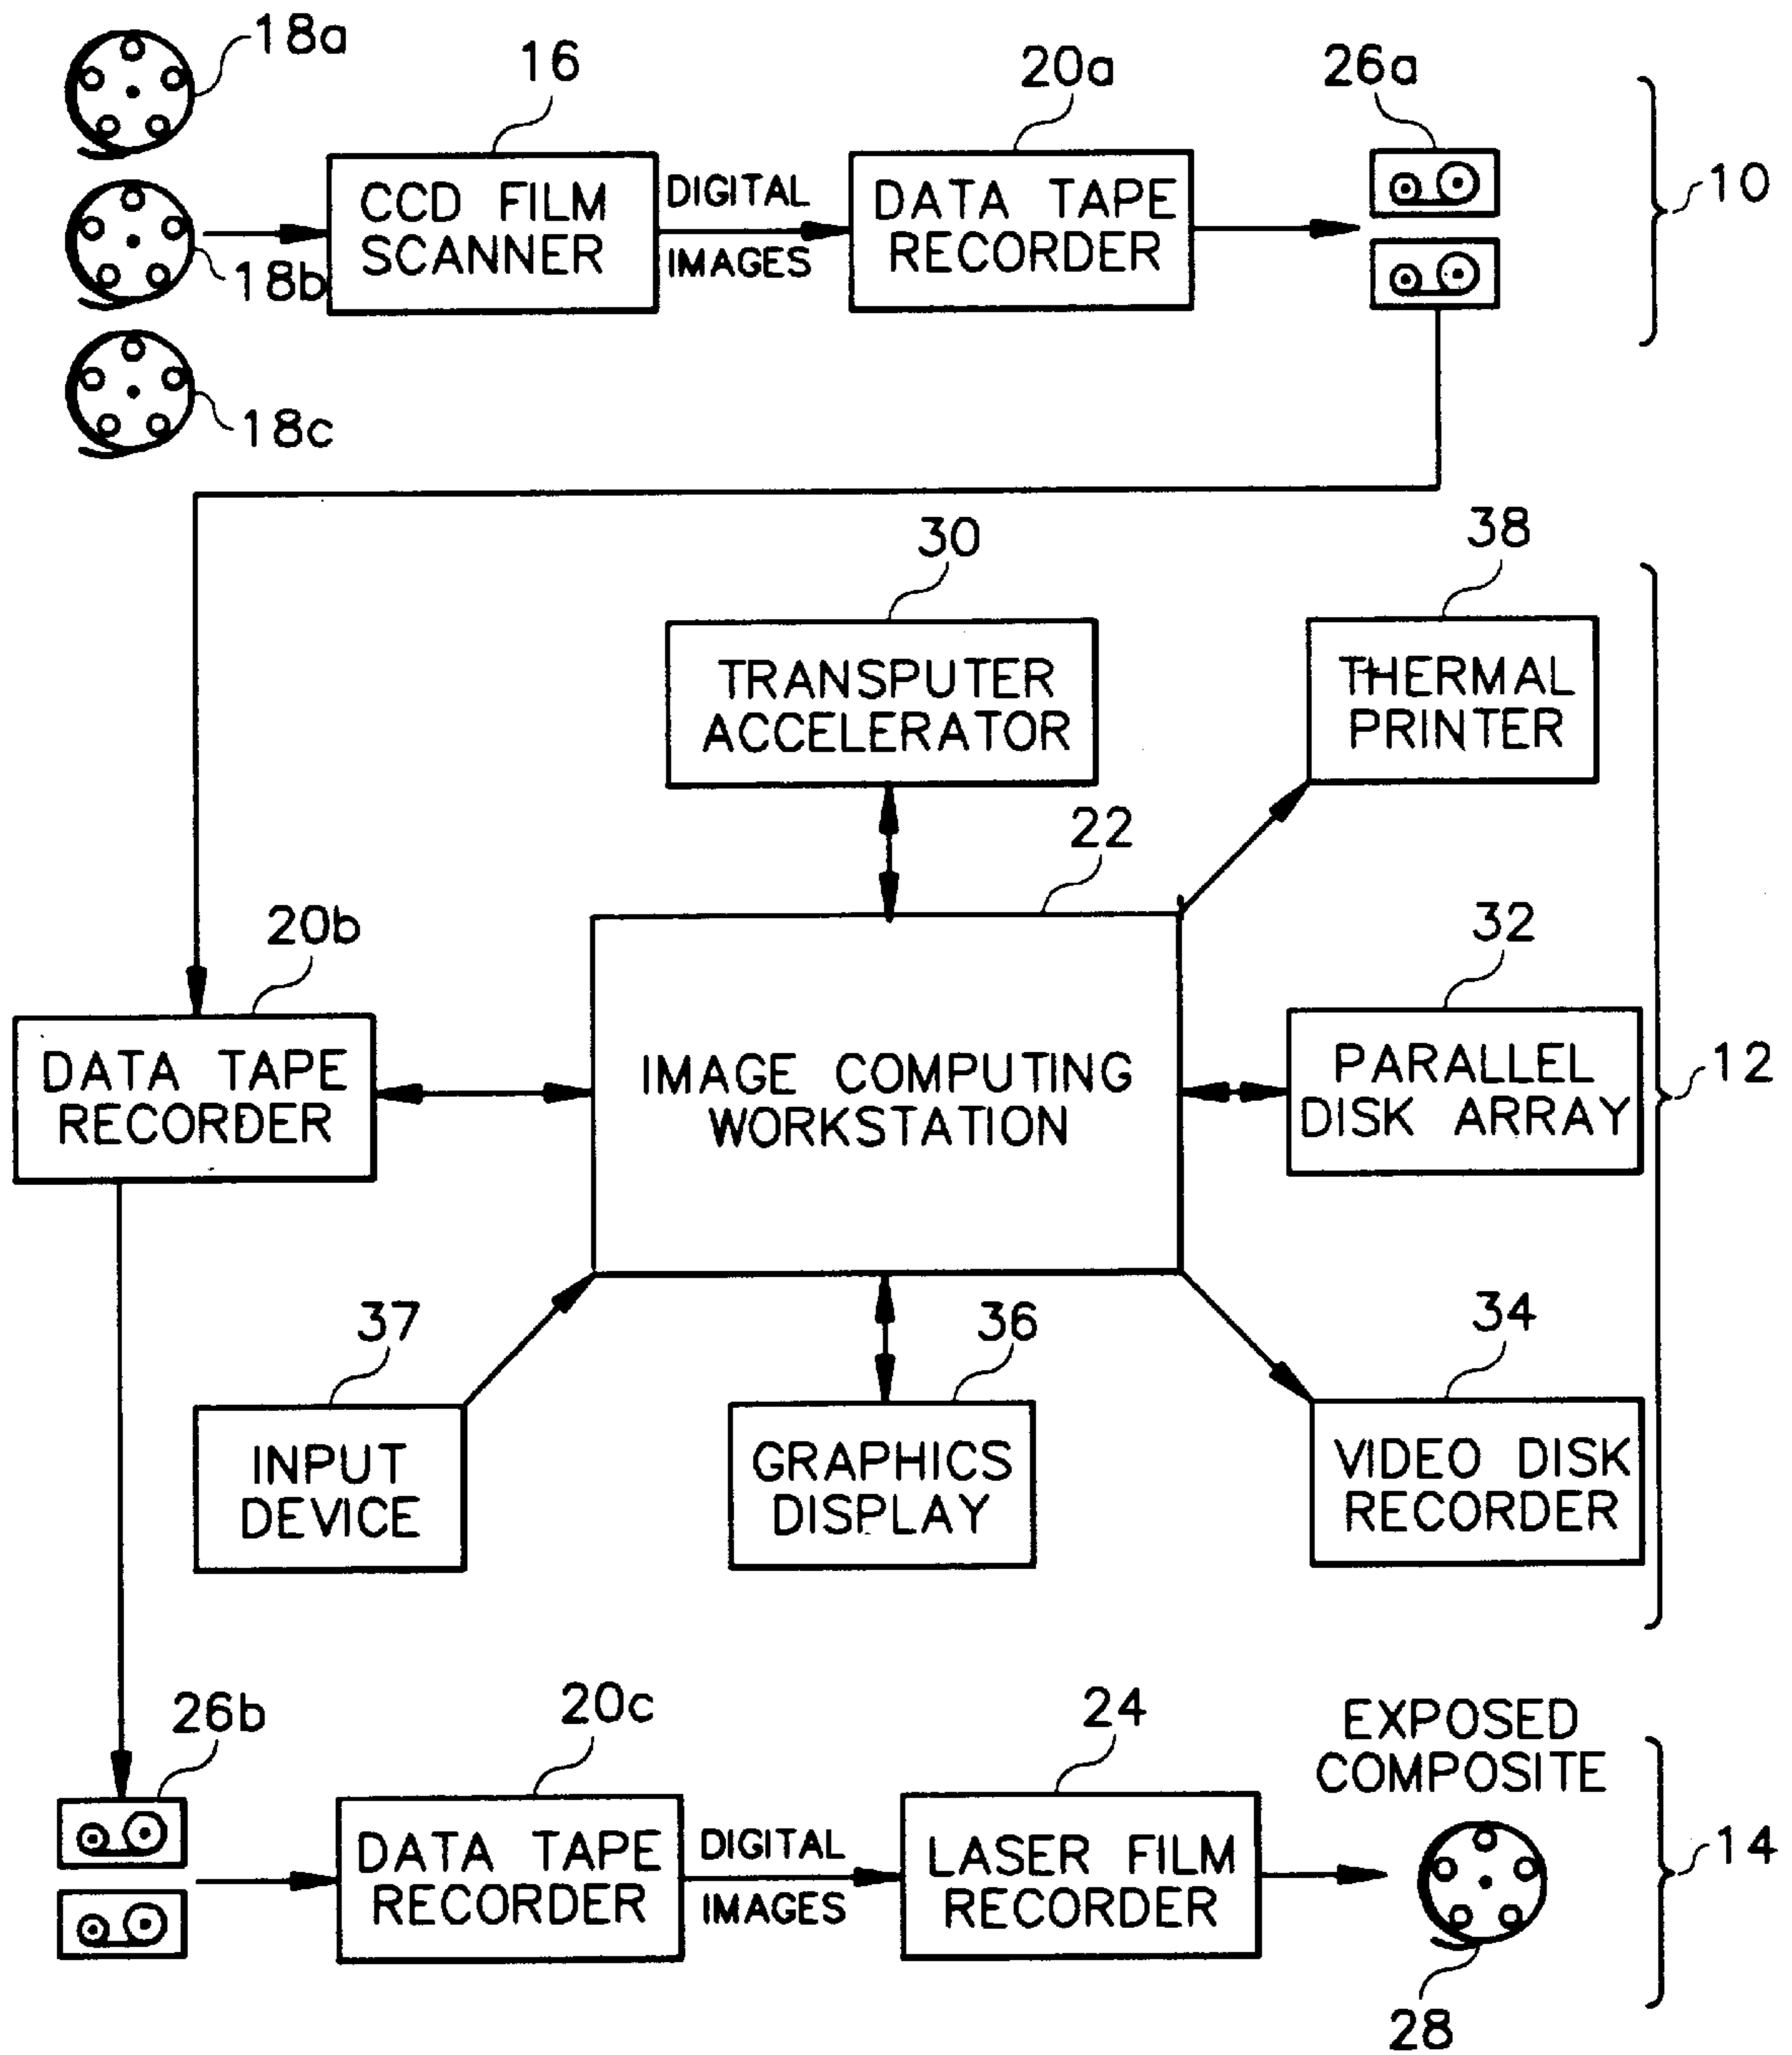 18a
16
20a
26a
CCD FILM
SCANNER
DIGITAL
IMAGES
DATA TAPE
RECORDER
10
18b
18c
30
38
TRANSPUTER
ACCELERATOR
THERMAL
PRINTER
22
20b
32
DATA TAPE
RECORDER
IMAGE COMPUTING
WORKSTATION
PARALLEL
DISK ARRAY
12
37
36
34
INPUT
DEVICE
GRAPHICS
DISPLAY
VIDEO DISK
RECORDER
26b
20c
24
EXPOSED
COMPOSITE
DATA TAPE
RECORDER
DIGITAL
IMAGES
LASER FILM
RECORDER
14
28